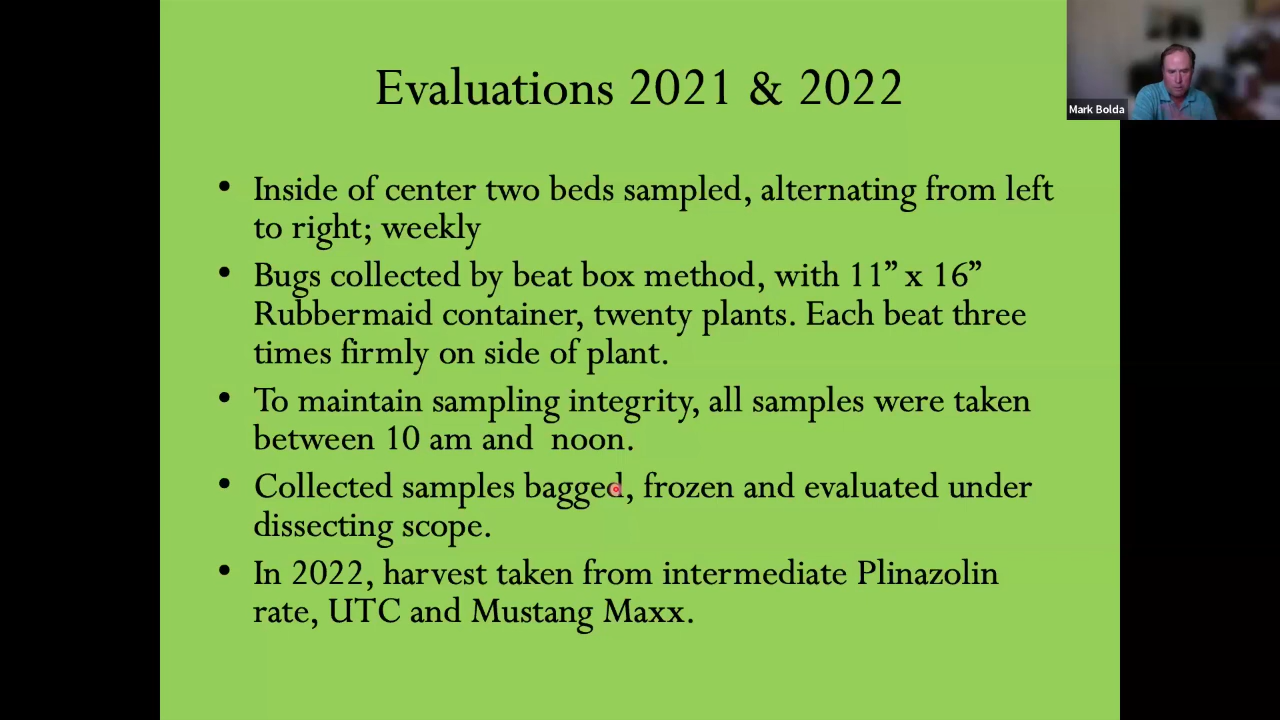 Evaluations 2021 & 2022
Mark Bolda
• Inside of center two beds sampled, alternating from left
to right; weekly
• Bugs collected by beat box method, with 11” x 16”
Rubbermaid container, twenty plants. Each beat three
times firmly on side of plant.
• To maintain sampling integrity, all samples were taken
between 10 am and  noon.
• Collected samples bagged, frozen and evaluated under
dissecting scope.
• In 2022, harvest taken from intermediate Plinazolin
rate, UTC and Mustang Maxx.